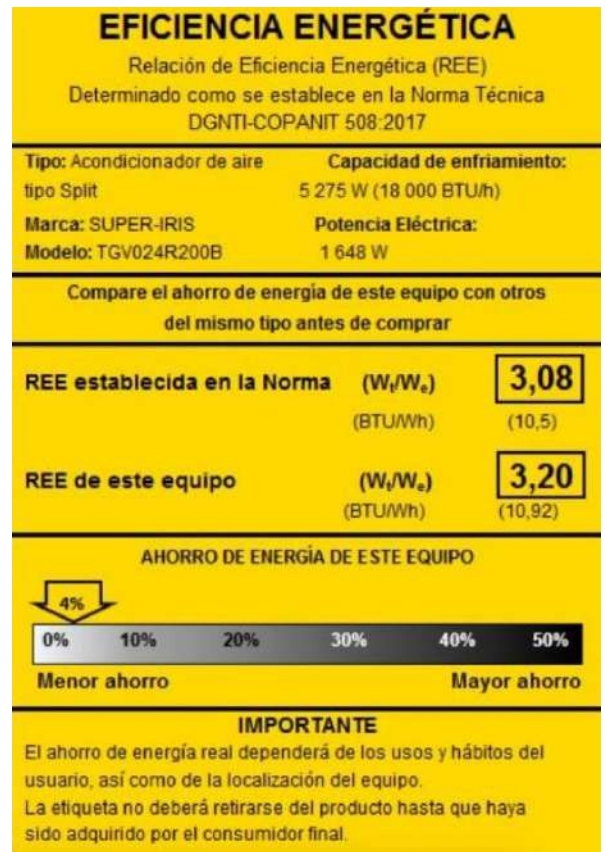 EFICIENCIA ENERGÉTICA
Relación de Eficiencia Energética (REE)
Determinado como se establece en la Norma Técnica
DGNTI-COPANIT 508:2017
Tipo: Acondicionador de aire
tipo Split
Capacidad de enfriamiento:
5 275 W (18 000 BTU/h)
Marca: SUPER-IRIS
Modelo: TGV024R200B
Potencia Eléctrica:
1 648 W
Compare el ahorro de energía de este equipo con otros
del mismo tipo antes de comprar
REE establecida en la Norma (Wt/We) 3,08
(BTU/Wh) (10,5)
REE de este equipo (Wt/We) 3,20
(BTU/Wh) (10,92)
AHORRO DE ENERGÍA DE ESTE EQUIPO
4%
0% 10% 20% 30% 40% 50%
Menor ahorro Mayor ahorro
IMPORTANTE
El ahorro de energía real dependerá de los usos y hábitos del
usuario, así como de la localización del equipo.
La etiqueta no deberá retirarse del producto hasta que haya
sido adquirido por el consumidor final.